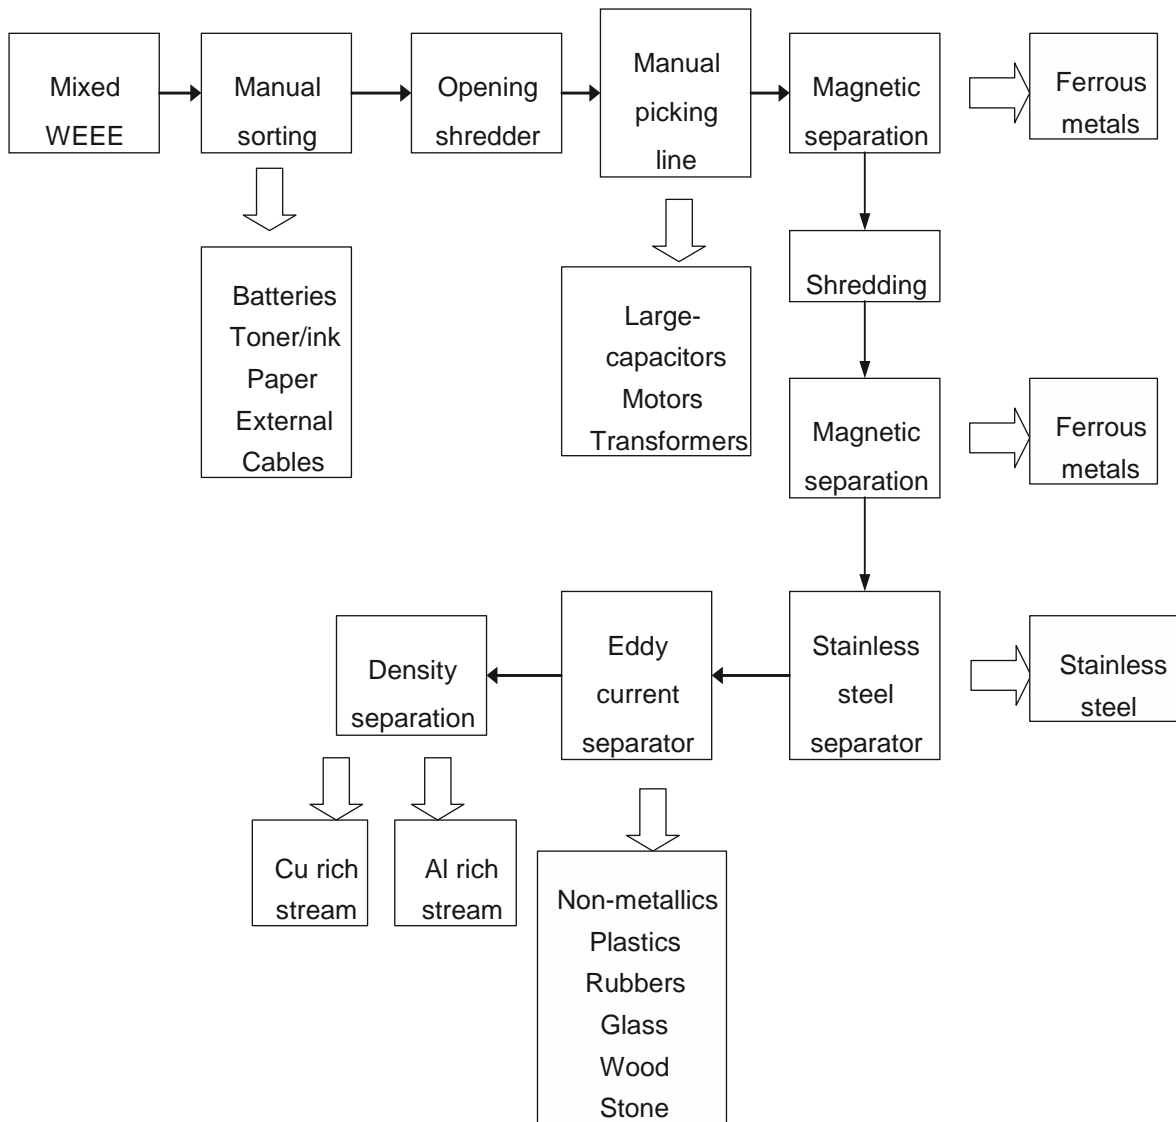 Mixed
WEEE
Manual
sorting
Opening
shredder
Manual
picking
line
Magnetic
separation
Ferrous
metals
Batteries
Toner/ink
Paper
External
Cables
Large-
capacitors
Motors
Transformers
Shredding
Magnetic
separation
Ferrous
metals
Density
separation
Eddy
current
separator
Stainless
steel
separator
Stainless
steel
Cu rich
stream
Al rich
stream
Non-metallics
Plastics
Rubbers
Glass
Wood
Stone